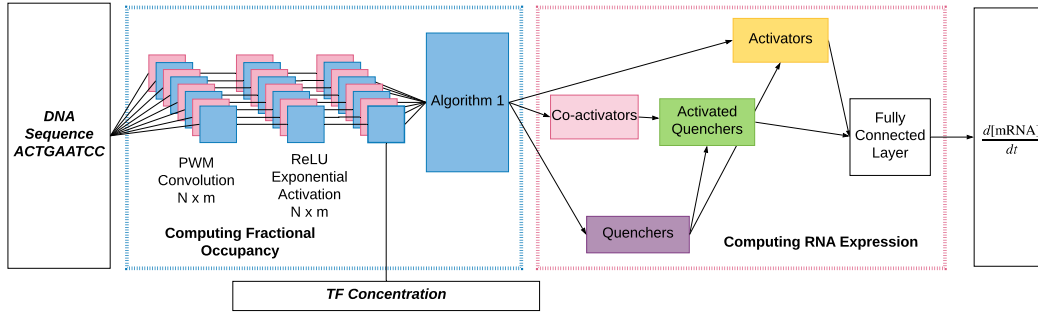 DNA
Sequence
ACTGAATCC
PWM
Convolution
N x m
ReLU
Exponential
Activation
N x m
Computing Fractional
Occupancy
TF Concentration
Algorithm 1
Co-activators
Activated
Quenchers
Activators
Quenchers
Fully
Connected
Layer
Computing RNA Expression
d[mRNA]
dt